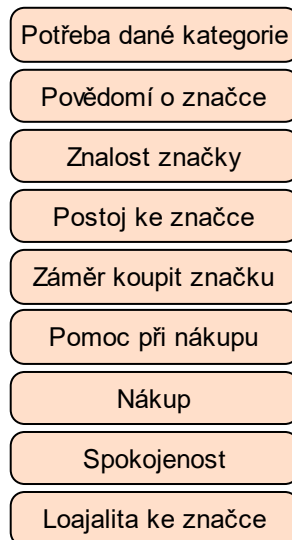 Potřeba dané kategorie
Povědomí o značce
Znalost značky
Postoj ke značce
Záměr koupit značku
Pomoc při nákupu
Nákup
Spokojenost
Loajalita ke značce